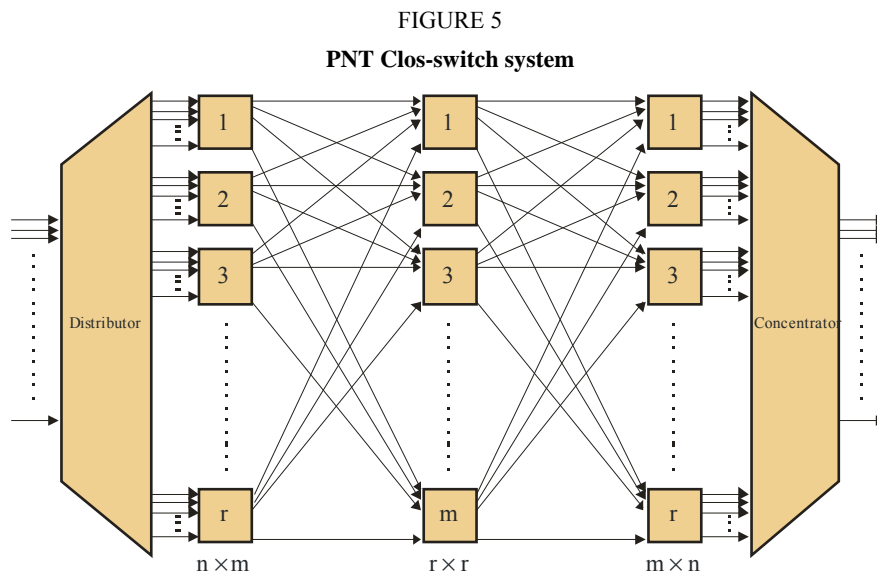 FIGURE 5
PNT Clos-switch system
1
1
1
2
2
2
3
3
3
Distributor
Concentrator
r
m
r
n × m
r × r
m × n